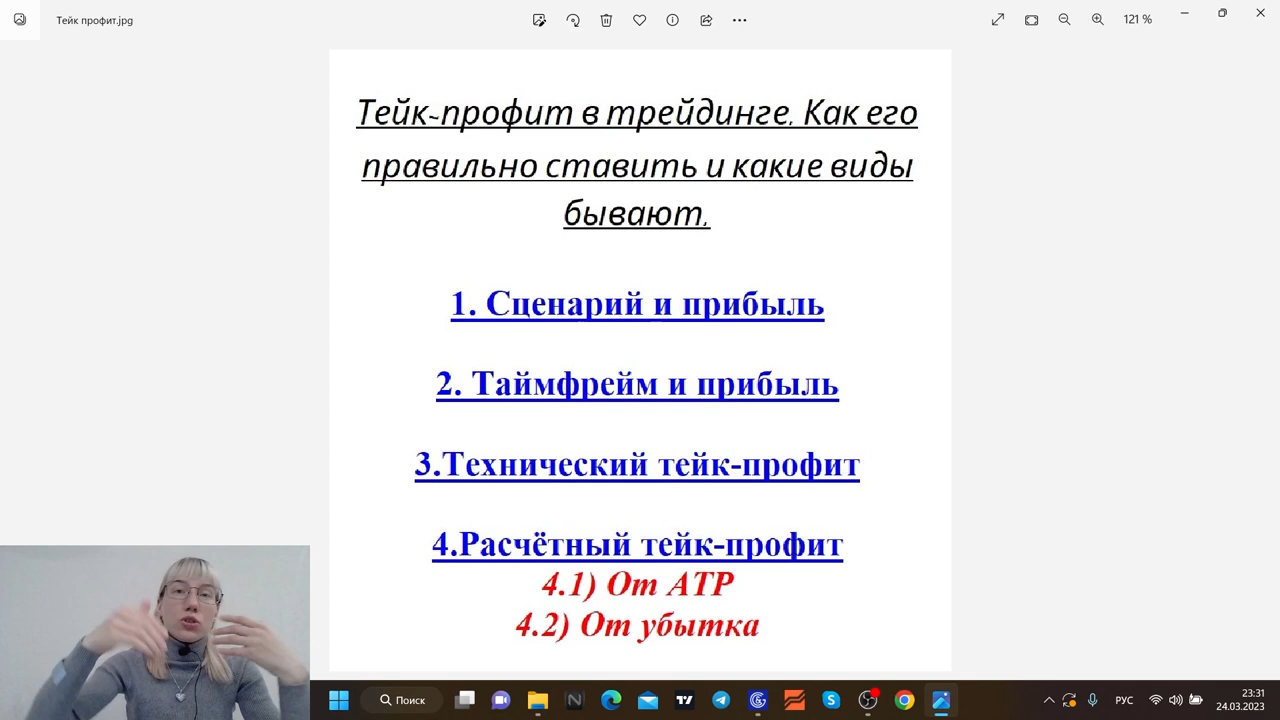 Тейк профит.jpg
121 %
Тейк-профит в трейдинге. Как его
правильно ставить и какие виды
бывают.
1. Сценарий и прибыль
2. Таймфрейм и прибыль
3.Технический тейк-профит
4.Расчётный тейк-профит
4.1) От АТР
4.2) От убытка
Поиск
РУС
23:31
24.03.2023